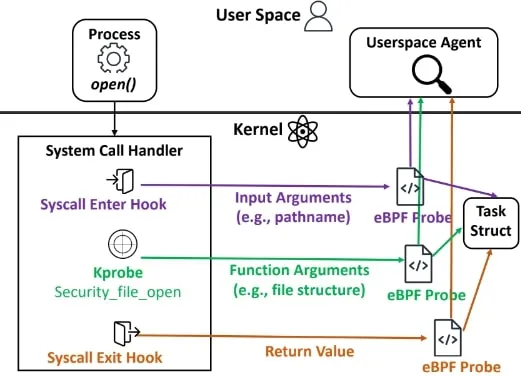 User Space
Process
open()
Userspace Agent
Kernel
System Call Handler
Syscall Enter Hook
Input Arguments
(e.g., pathname)
</>
eBPF Probe
Task
Struct
Kprobe
Security_file_open
Function Arguments
(e.g., file structure)
</>
eBPF Probe
Syscall Exit Hook
Return Value
</>
eBPF Probe